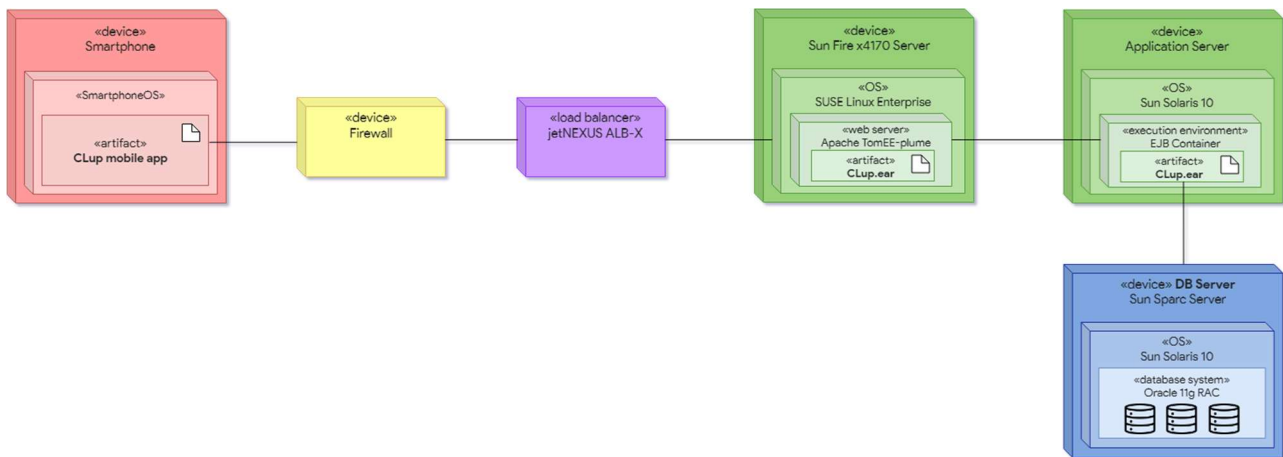 «device»
Smartphone
«SmartphoneOS»
«artifact»
CLup mobile app
«device»
Firewall
«load balancer»
jetNEXUS ALB-X
«device»
Sun Fire x4170 Server
«OS»
SUSE Linux Enterprise
«web server»
Apache TomEE-plume
«artifact»
CLup.ear
«device»
Application Server
«OS»
Sun Solaris 10
«execution environment»
EJB Container
«artifact»
CLup.ear
«device» DB Server
Sun Sparc Server
«OS»
Sun Solaris 10
«database system»
Oracle 11g RAC